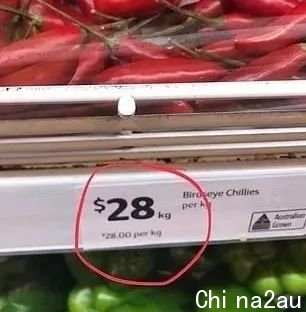 $28 kg
$28.00 per kg
Birdseye Chillies
per kg
Australian
Grown
Chi na2au